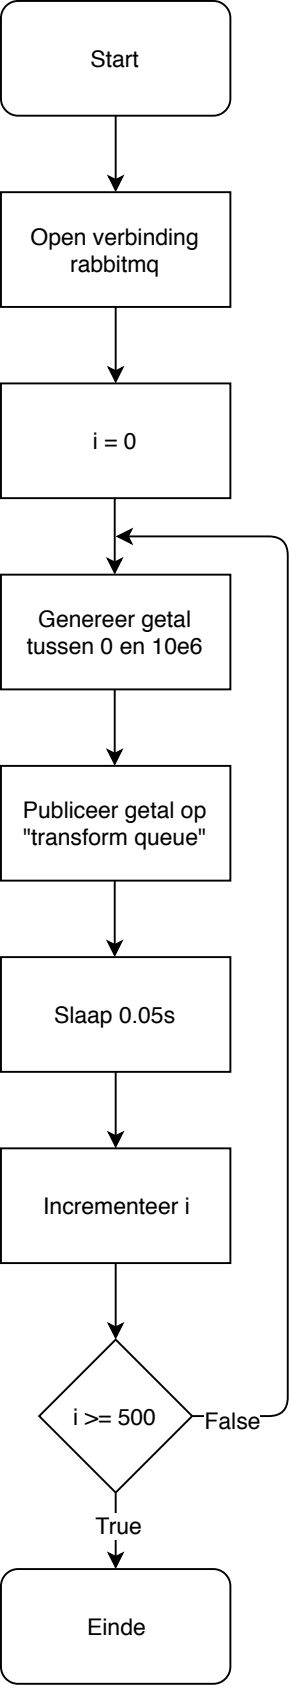 Start
Open verbinding
rabbitmq
i = 0
Genereer getal
tussen 0 en 10e6
Publiceer getal op
"transform queue"
Slaap 0.05s
Incrementeer i
i >= 500
False
True
Einde